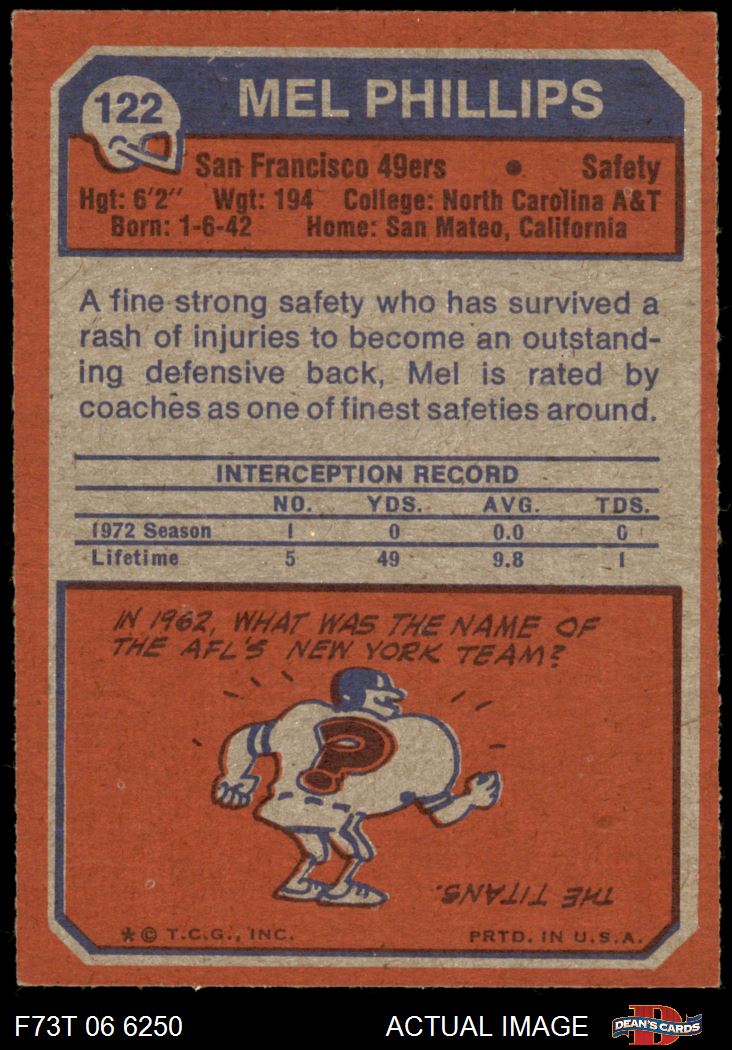 122
MEL PHILLIPS
San Francisco 49ers • Safety
Hgt: 6'2" Wgt: 194 College: North Carolina A&T
Born: 1-6-42 Home: San Mateo, California
A fine strong safety who has survived a
rash of injuries to become an outstand-
ing defensive back, Mel is rated by
coaches as one of finest safeties around.
INTERCEPTION RECORD
NO. YDS. AVG. TDS.
1972 Season 1 0 0.0 0
Lifetime 5 49 9.8 1
IN 1962, WHAT WAS THE NAME OF
THE AFL'S NEW YORK TEAM?
?
THE TITANS.
* © T.C.G., INC. PRTD. IN U.S.A.
F73T 06 6250 ACTUAL IMAGE D DEAN'S CARDS